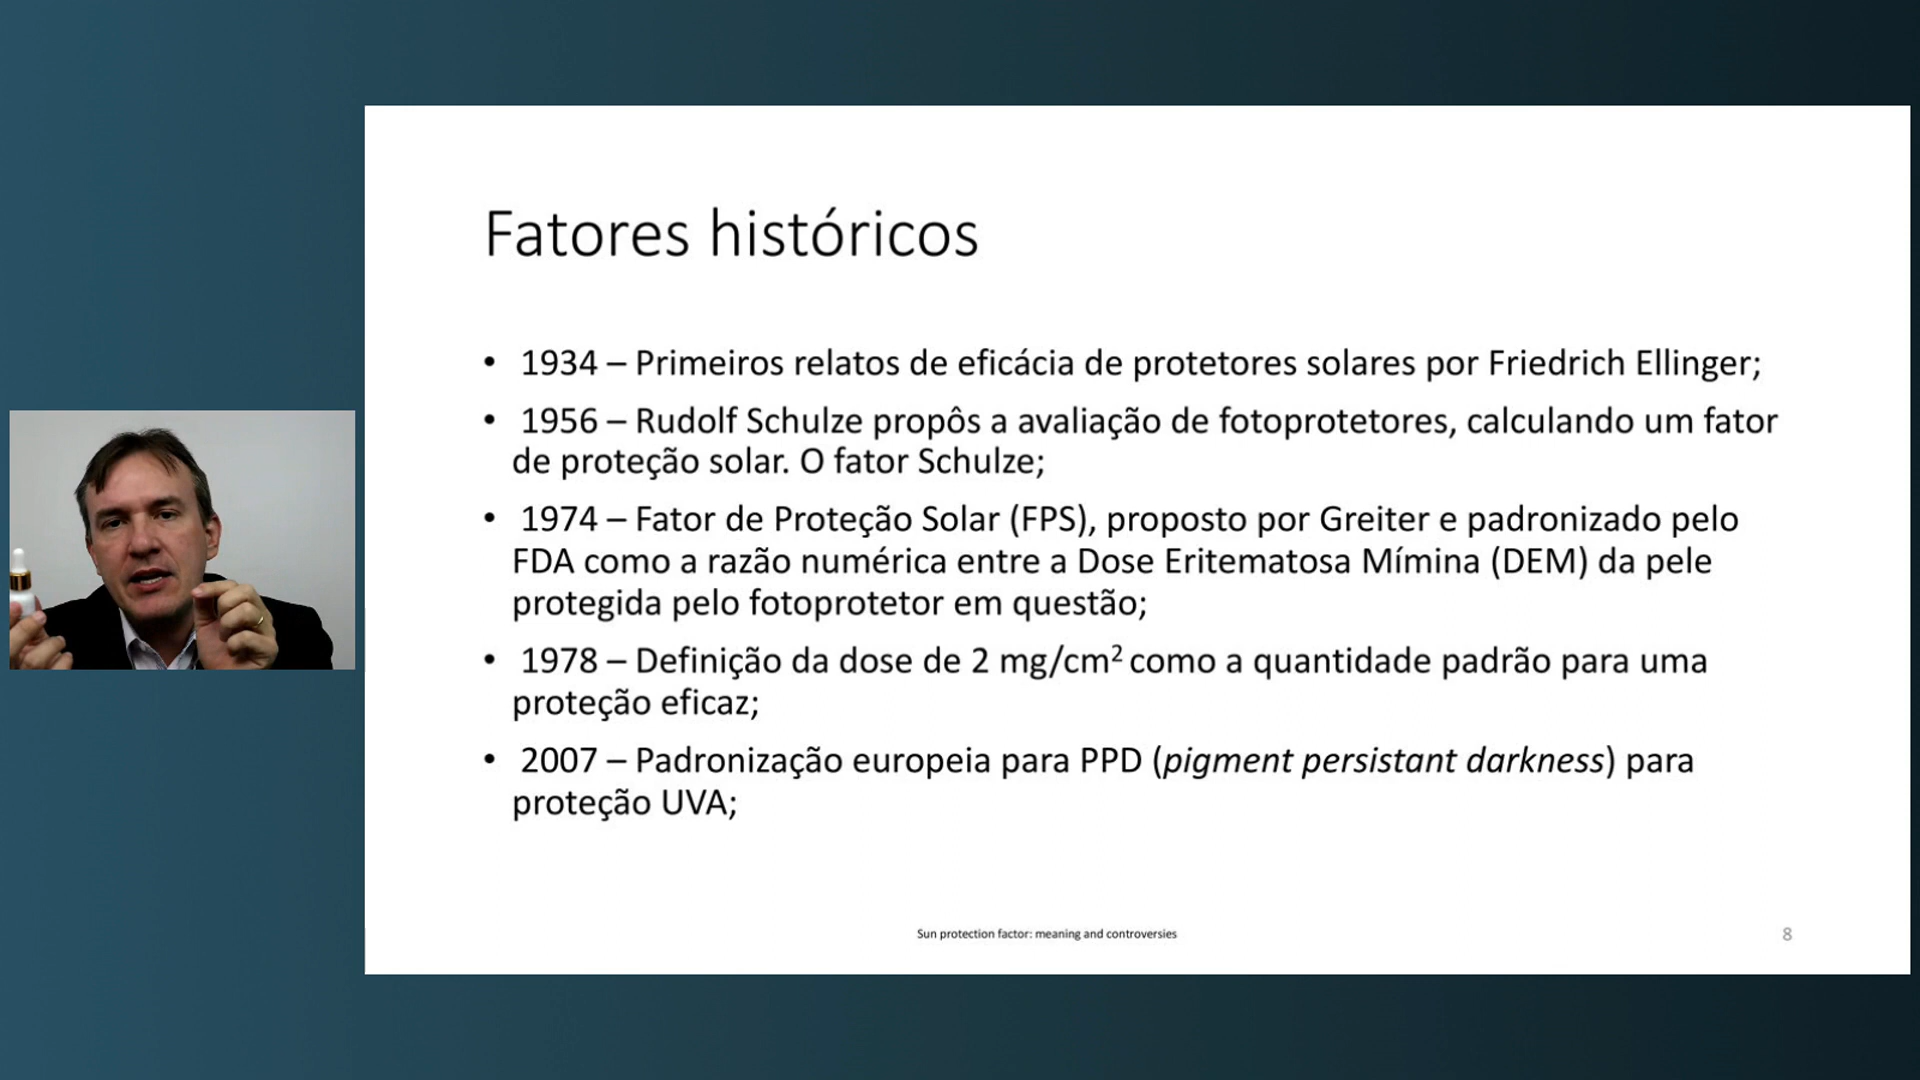 Fatores históricos
• 1934 – Primeiros relatos de eficácia de protetores solares por Friedrich Ellinger;
• 1956 – Rudolf Schulze propôs a avaliação de fotoprotetores, calculando um fator
de proteção solar. O fator Schulze;
• 1974 – Fator de Proteção Solar (FPS), proposto por Greiter e padronizado pelo
FDA como a razão numérica entre a Dose Eritematosa Mímina (DEM) da pele
protegida pelo fotoprotetor em questão;
• 1978 – Definição da dose de 2 mg/cm² como a quantidade padrão para uma
proteção eficaz;
• 2007 – Padronização europeia para PPD (pigment persistant darkness) para
proteção UVA;
Sun protection factor: meaning and controversies
8